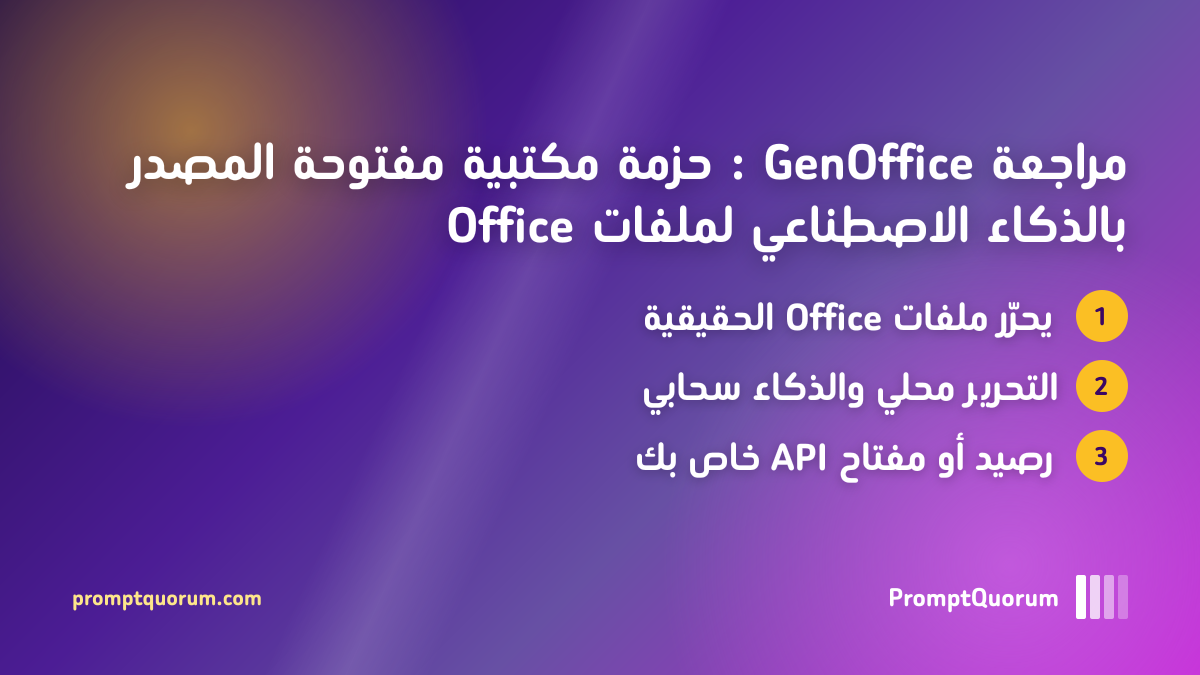 مراجعة GenOffice : حزمة مكتبية مفتوحة المصدر
بالذكاء الاصطناعي لملفات Office
1 يحرّر ملفات Office الحقيقية
2 التحرير محلي والذكاء سحابي
3 رصيد أو مفتاح API خاص بك
PromptQuorum
promptquorum.com